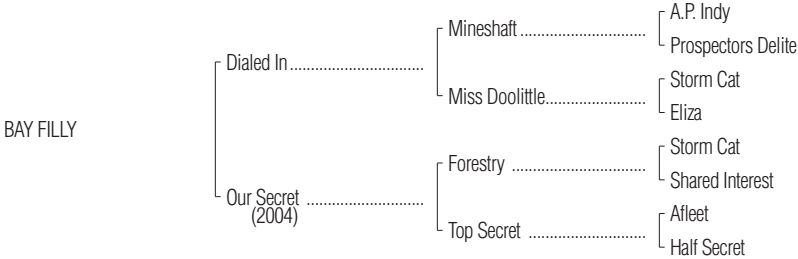 A.P. Indy
Mineshaft
Prospectors Delite
Dialed In
Storm Cat
Miss Doolittle
Eliza
BAY FILLY
Storm Cat
Forestry
Shared Interest
Our Secret
(2004)
Afleet
Top Secret
Half Secret